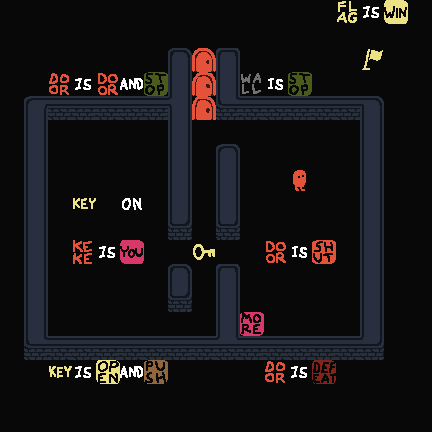 FLAG IS WIN
DOOR IS DOOR AND STOP
WALL IS STOP
KEY ON
KEKE IS YOU
DOOR IS SHUT
MORE
KEY IS OPEN AND PUSH
DOOR IS DEFEAT